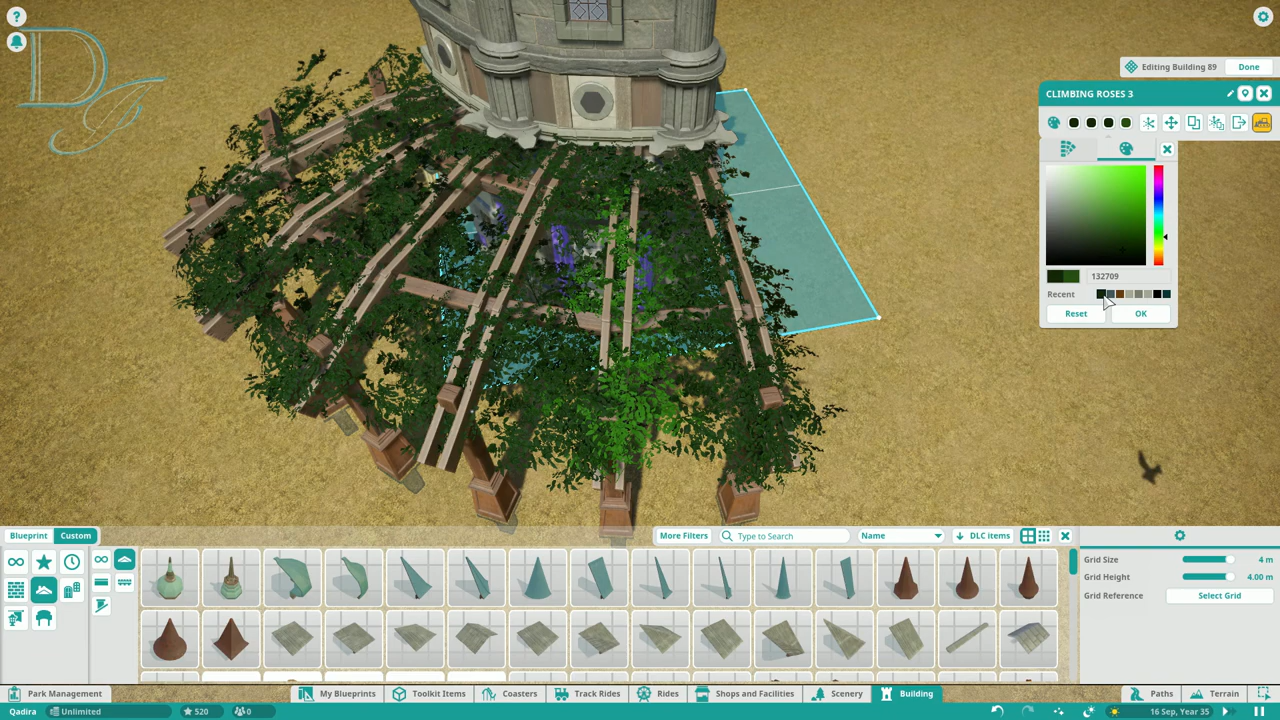 ?
DJ
Editing Building 89 Done
CLIMBING ROSES 3
132709
Recent
Reset OK
Blueprint Custom More Filters Type to Search Name DLC items
Grid Size 4 m
Grid Height 4.00 m
Grid Reference Select Grid
Park Management My Blueprints Toolkit Items Coasters Track Rides Rides Shops and Facilities Scenery Building Paths Terrain
Qadira Unlimited 520 0 16 Sep, Year 35